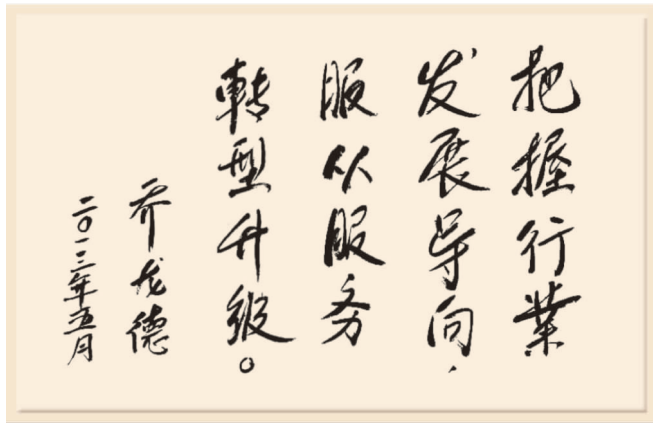 把握行業
发展导向，
服从服务
轉型升级。
乔龙德
二〇一三年五月